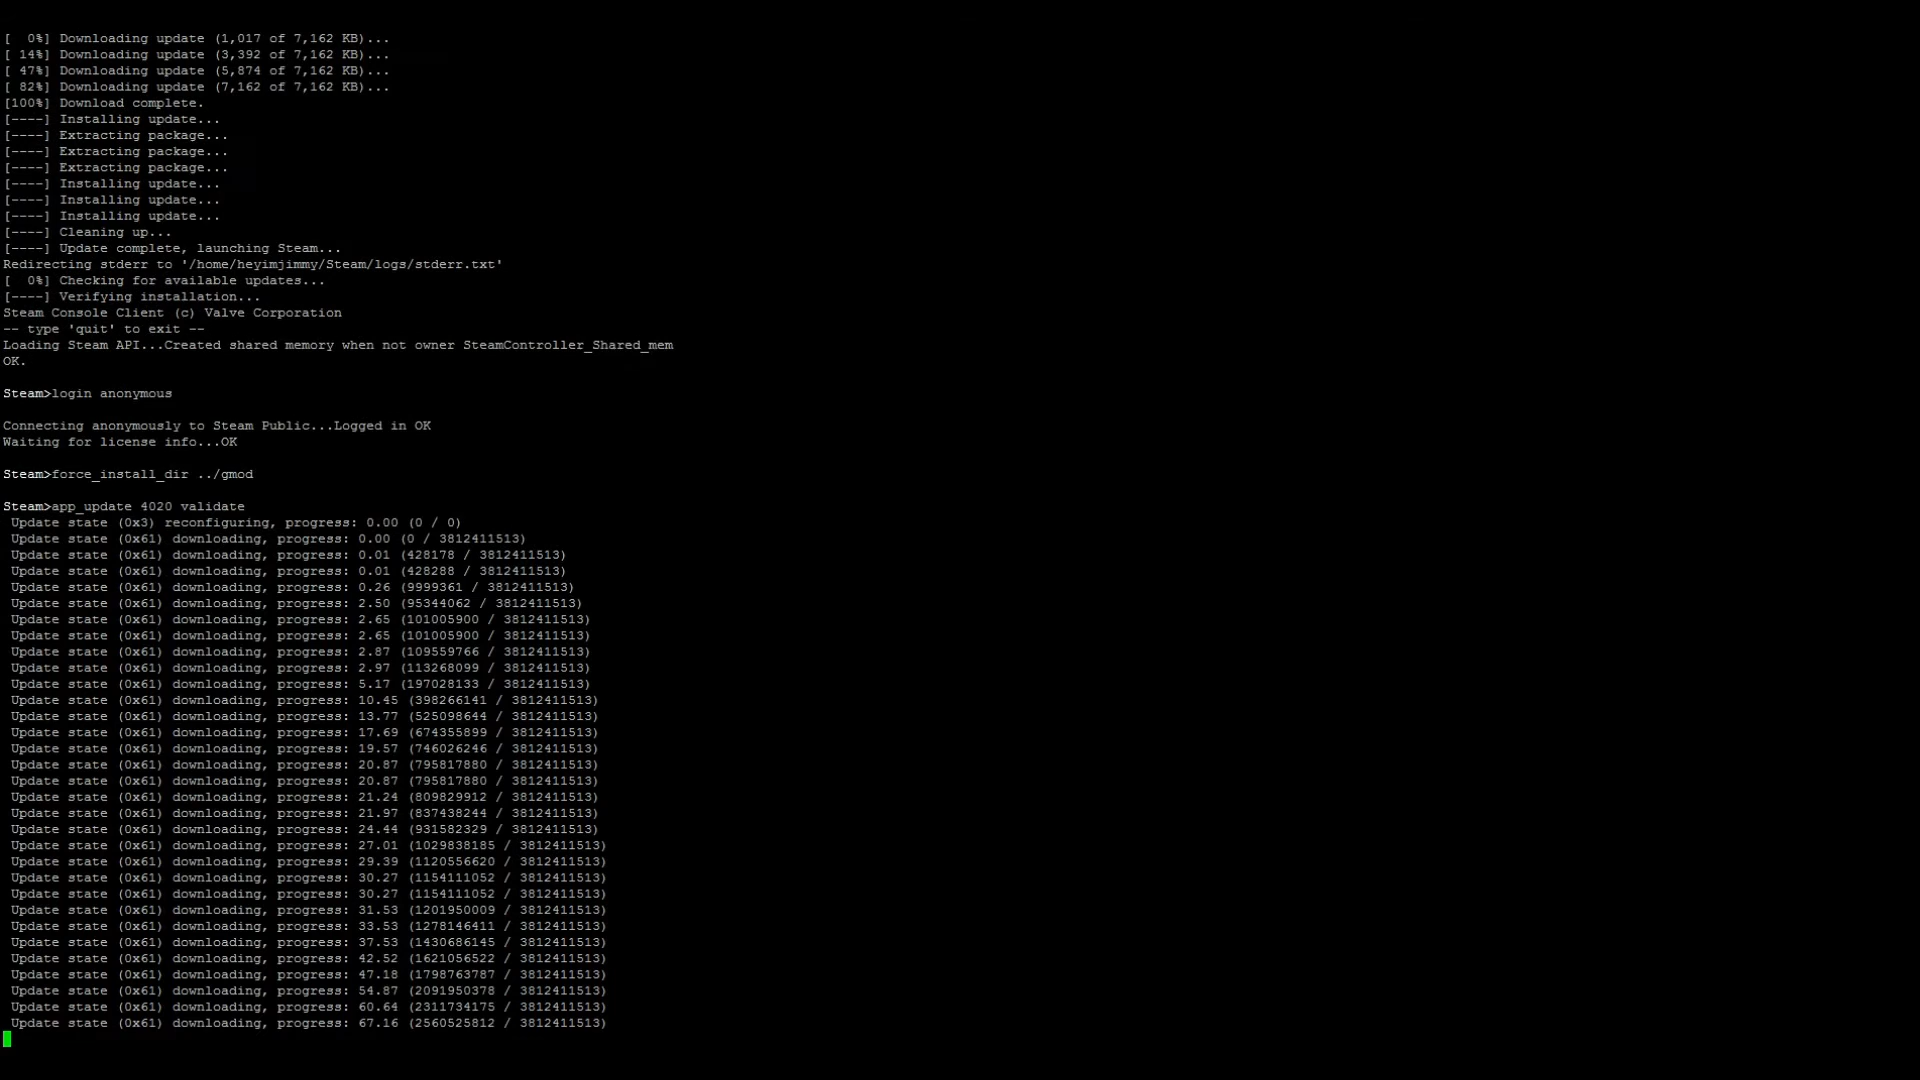 [  0%] Downloading update (1,017 of 7,162 KB)...
[ 14%] Downloading update (3,392 of 7,162 KB)...
[ 47%] Downloading update (5,874 of 7,162 KB)...
[ 82%] Downloading update (7,162 of 7,162 KB)...
[100%] Download complete.
[----] Installing update...
[----] Extracting package...
[----] Extracting package...
[----] Extracting package...
[----] Installing update...
[----] Installing update...
[----] Installing update...
[----] Cleaning up...
[----] Update complete, launching Steam...
Redirecting stderr to '/home/heyimjimmy/Steam/logs/stderr.txt'
[  0%] Checking for available updates...
[----] Verifying installation...
Steam Console Client (c) Valve Corporation
-- type 'quit' to exit --
Loading Steam API...Created shared memory when not owner SteamController_Shared_mem
OK.
Steam>login anonymous
Connecting anonymously to Steam Public...Logged in OK
Waiting for license info...OK
Steam>force_install_dir ../gmod
Steam>app_update 4020 validate
Update state (0x3) reconfiguring, progress: 0.00 (0 / 0)
Update state (0x61) downloading, progress: 0.00 (0 / 3812411513)
Update state (0x61) downloading, progress: 0.01 (428178 / 3812411513)
Update state (0x61) downloading, progress: 0.01 (428288 / 3812411513)
Update state (0x61) downloading, progress: 0.26 (9999361 / 3812411513)
Update state (0x61) downloading, progress: 2.50 (95344062 / 3812411513)
Update state (0x61) downloading, progress: 2.65 (101005900 / 3812411513)
Update state (0x61) downloading, progress: 2.65 (101005900 / 3812411513)
Update state (0x61) downloading, progress: 2.87 (109559766 / 3812411513)
Update state (0x61) downloading, progress: 2.97 (113268099 / 3812411513)
Update state (0x61) downloading, progress: 5.17 (197028133 / 3812411513)
Update state (0x61) downloading, progress: 10.45 (398266141 / 3812411513)
Update state (0x61) downloading, progress: 13.77 (525098644 / 3812411513)
Update state (0x61) downloading, progress: 17.69 (674355899 / 3812411513)
Update state (0x61) downloading, progress: 19.57 (746026246 / 3812411513)
Update state (0x61) downloading, progress: 20.87 (795817880 / 3812411513)
Update state (0x61) downloading, progress: 20.87 (795817880 / 3812411513)
Update state (0x61) downloading, progress: 21.24 (809829912 / 3812411513)
Update state (0x61) downloading, progress: 21.97 (837438244 / 3812411513)
Update state (0x61) downloading, progress: 24.44 (931582329 / 3812411513)
Update state (0x61) downloading, progress: 27.01 (1029838185 / 3812411513)
Update state (0x61) downloading, progress: 29.39 (1120556620 / 3812411513)
Update state (0x61) downloading, progress: 30.27 (1154111052 / 3812411513)
Update state (0x61) downloading, progress: 30.27 (1154111052 / 3812411513)
Update state (0x61) downloading, progress: 31.53 (1201950009 / 3812411513)
Update state (0x61) downloading, progress: 33.53 (1278146411 / 3812411513)
Update state (0x61) downloading, progress: 37.53 (1430686145 / 3812411513)
Update state (0x61) downloading, progress: 42.52 (1621056522 / 3812411513)
Update state (0x61) downloading, progress: 47.18 (1798763787 / 3812411513)
Update state (0x61) downloading, progress: 54.87 (2091950378 / 3812411513)
Update state (0x61) downloading, progress: 60.64 (2311734175 / 3812411513)
Update state (0x61) downloading, progress: 67.16 (2560525812 / 3812411513)